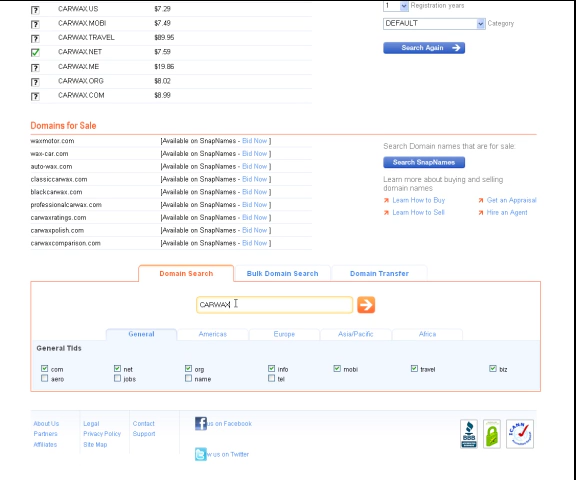 CARWAX.US $7.29
CARWAX.MOBI $7.49
CARWAX.TRAVEL $89.95
CARWAX.NET $7.59
CARWAX.ME $19.86
CARWAX.ORG $8.02
CARWAX.COM $8.99
1 Registration years
DEFAULT Category
Search Again
Domains for Sale
waxmotor.com [Available on SnapNames - Bid Now ]
wax-car.com [Available on SnapNames - Bid Now ]
auto-wax.com [Available on SnapNames - Bid Now ]
classiccarwax.com [Available on SnapNames - Bid Now ]
blackcarwax.com [Available on SnapNames - Bid Now ]
professionalcarwax.com [Available on SnapNames - Bid Now ]
carwaxratings.com [Available on SnapNames - Bid Now ]
carwaxpolish.com [Available on SnapNames - Bid Now ]
carwaxcomparison.com [Available on SnapNames - Bid Now ]
Search Domain names that are for sale
Search SnapNames
Learn more about buying and selling
domain names
Learn How to Buy Get an Appraisal
Learn How to Sell Hire an Agent
Domain Search Bulk Domain Search Domain Transfer
CARWAX
General Americas Europe Asia/Pacific Africa
General Tlds
com net org info mobi travel biz
aero jobs name tel
About Us Legal Contact us on Facebook
Partners Privacy Policy Support
Affiliates Site Map
w us on Twitter
BBB
ICANN